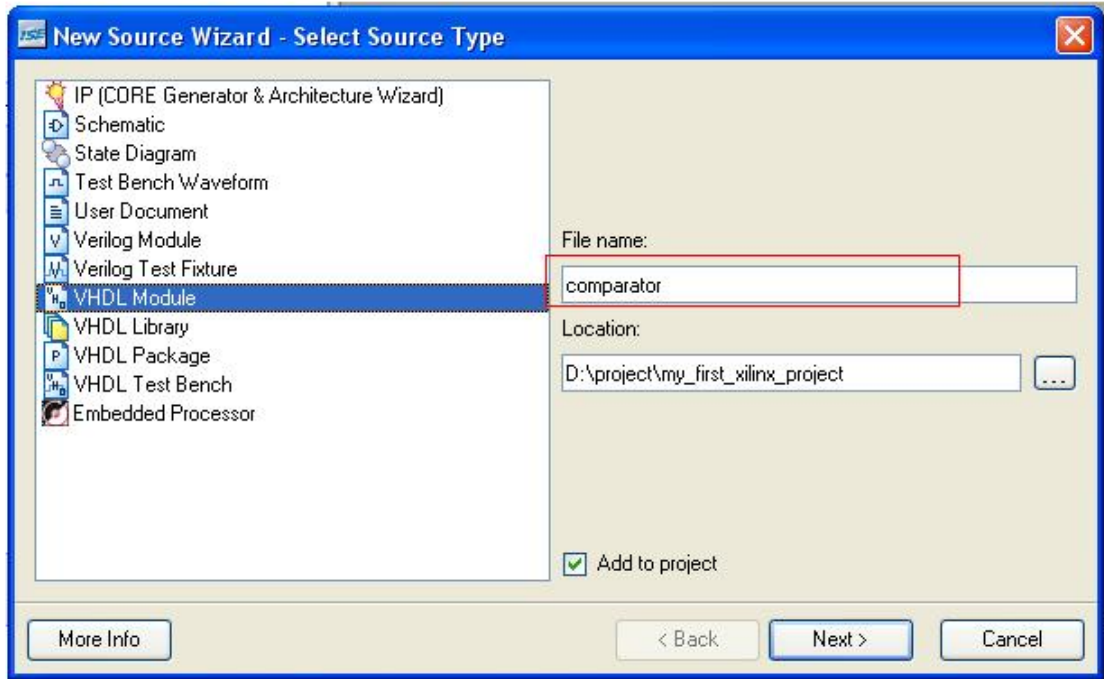 ISE New Source Wizard - Select Source Type
IP (CORE Generator & Architecture Wizard)
Schematic
State Diagram
Test Bench Waveform
User Document
Verilog Module
Verilog Test Fixture
VHDL Module
VHDL Library
VHDL Package
VHDL Test Bench
Embedded Processor
File name:
comparator
Location:
D:\project\my_first_xilinx_project
...
Add to project
More Info
< Back
Next >
Cancel